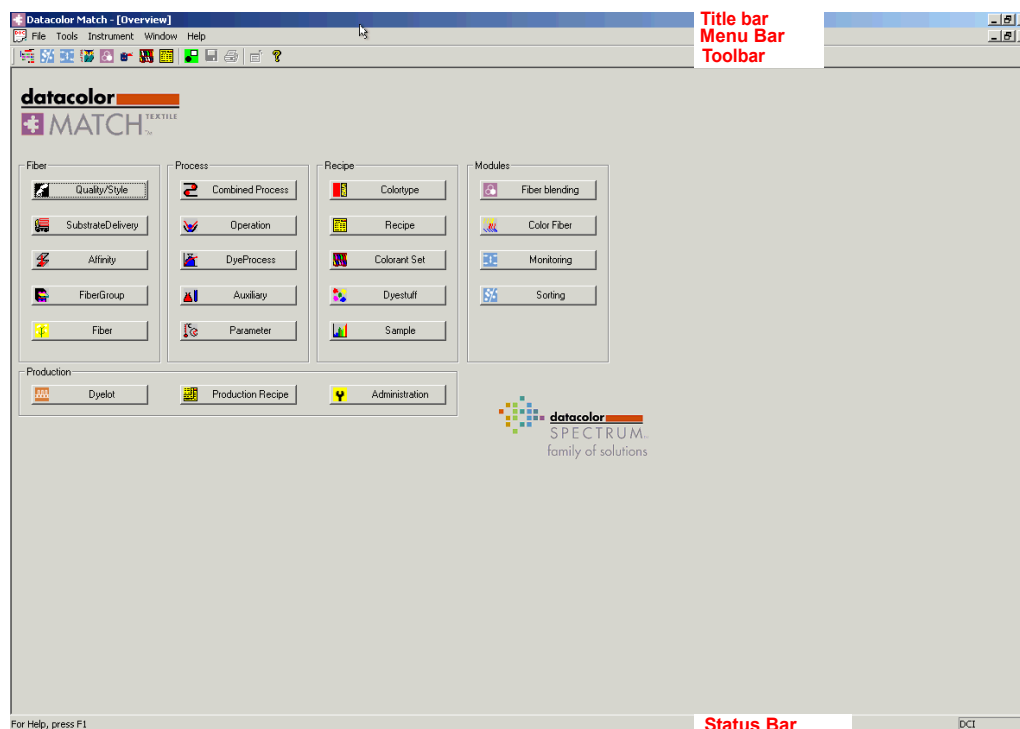 Datacolor Match - [Overview]
Title bar
File Tools Instrument Window Help
Menu Bar
Toolbar
datacolor
MATCH TEXTILE
Fiber
Process
Recipe
Modules
Quality/Style
Combined Process
Colortype
Fiber blending
SubstrateDelivery
Operation
Recipe
Color Fiber
Affinity
DyeProcess
Colorant Set
Monitoring
FiberGroup
Auxiliary
Dyestuff
Sorting
Fiber
Parameter
Sample
Production
Dyelot
Production Recipe
Administration
datacolor
SPECTRUM
family of solutions
For Help, press F1
Status Bar
DCI